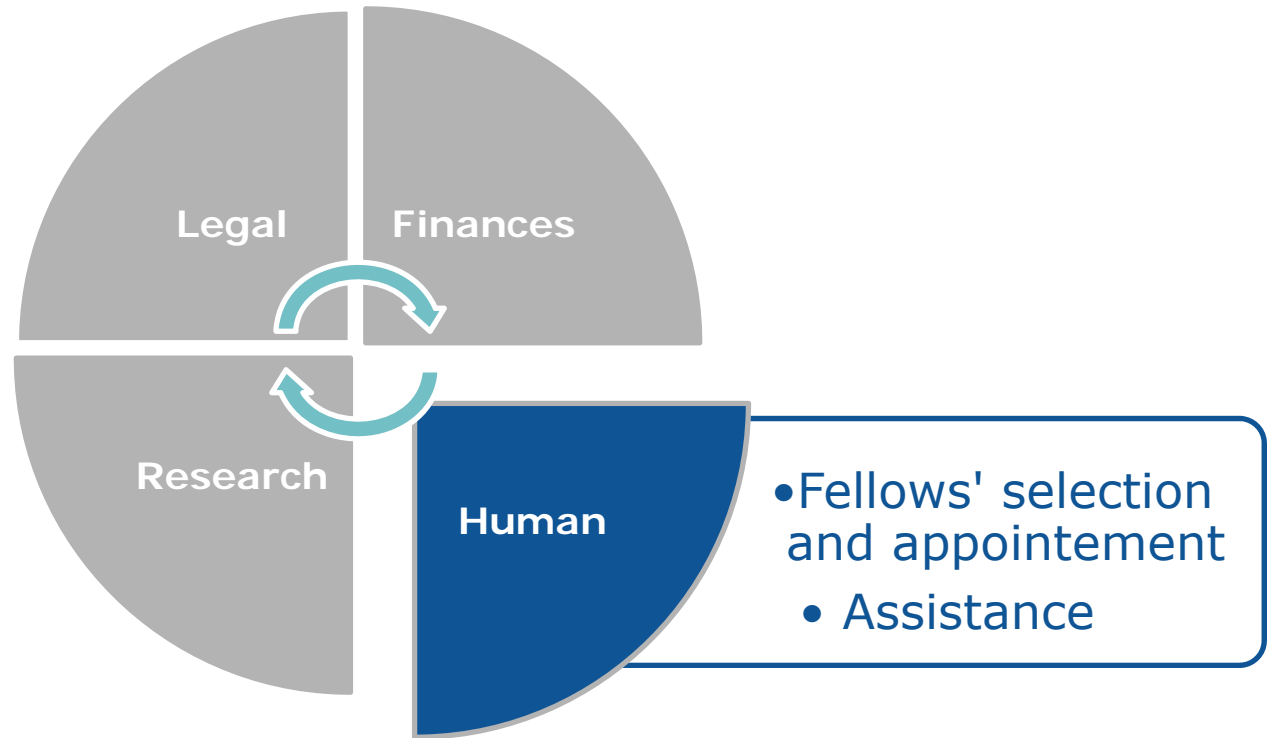 Legal
Finances
Research
Human
•Fellows' selection
and appointement
• Assistance